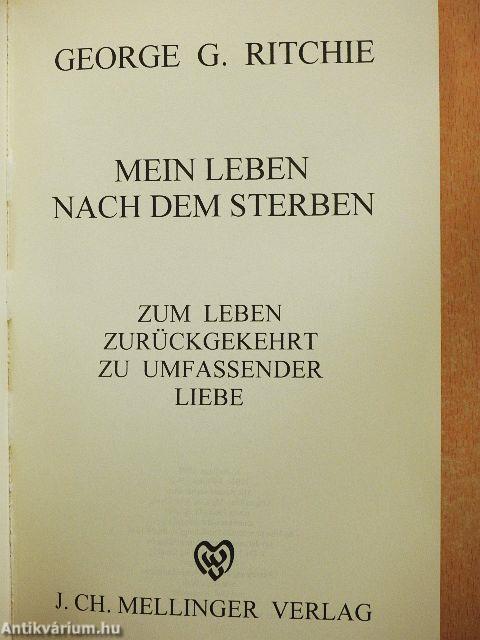 GEORGE G. RITCHIE
MEIN LEBEN
NACH DEM STERBEN
ZUM LEBEN
ZURÜCKGEKEHRT
ZU UMFASSENDER
LIEBE
J. CH. MELLINGER VERLAG
Antikvárium.hu